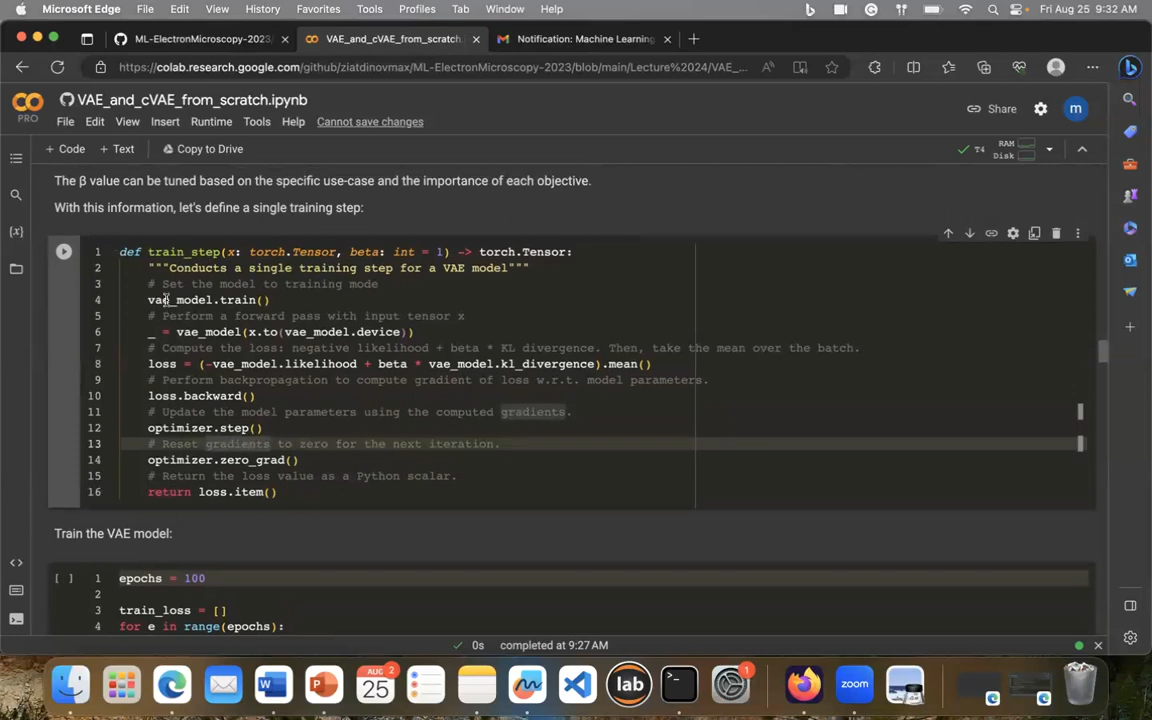 Microsoft Edge File Edit View History Favorites Tools Profiles Tab Window Help Fri Aug 25 9:32 AM
ML-ElectronMicroscopy-2023/ VAE_and_cVAE_from_scratch. Notification: Machine Learning
https://colab.research.google.com/github/ziatdinovmax/ML-ElectronMicroscopy-2023/blob/main/Lecture%2024/VAE_...
VAE_and_cVAE_from_scratch.ipynb
PRO
Share
m
File Edit View Insert Runtime Tools Help Cannot save changes
+ Code + Text Copy to Drive
T4 RAM
Disk
The β value can be tuned based on the specific use-case and the importance of each objective.
With this information, let's define a single training step:
1 def train_step(x: torch.Tensor, beta: int = 1) -> torch.Tensor:
2 """Conducts a single training step for a VAE model"""
3 # Set the model to training mode
4 vae_model.train()
5 # Perform a forward pass with input tensor x
6 _ = vae_model(x.to(vae_model.device))
7 # Compute the loss: negative likelihood + beta * KL divergence. Then, take the mean over the batch.
8 loss = (-vae_model.likelihood + beta * vae_model.kl_divergence).mean()
9 # Perform backpropagation to compute gradient of loss w.r.t. model parameters.
10 loss.backward()
11 # Update the model parameters using the computed gradients.
12 optimizer.step()
13 # Reset gradients to zero for the next iteration.
14 optimizer.zero_grad()
15 # Return the loss value as a Python scalar.
16 return loss.item()
Train the VAE model:
[ ] 1 epochs = 100
2
3 train_loss = []
4 for e in range(epochs):
0s completed at 9:27 AM
AUG 2
25
lab
zoom
1